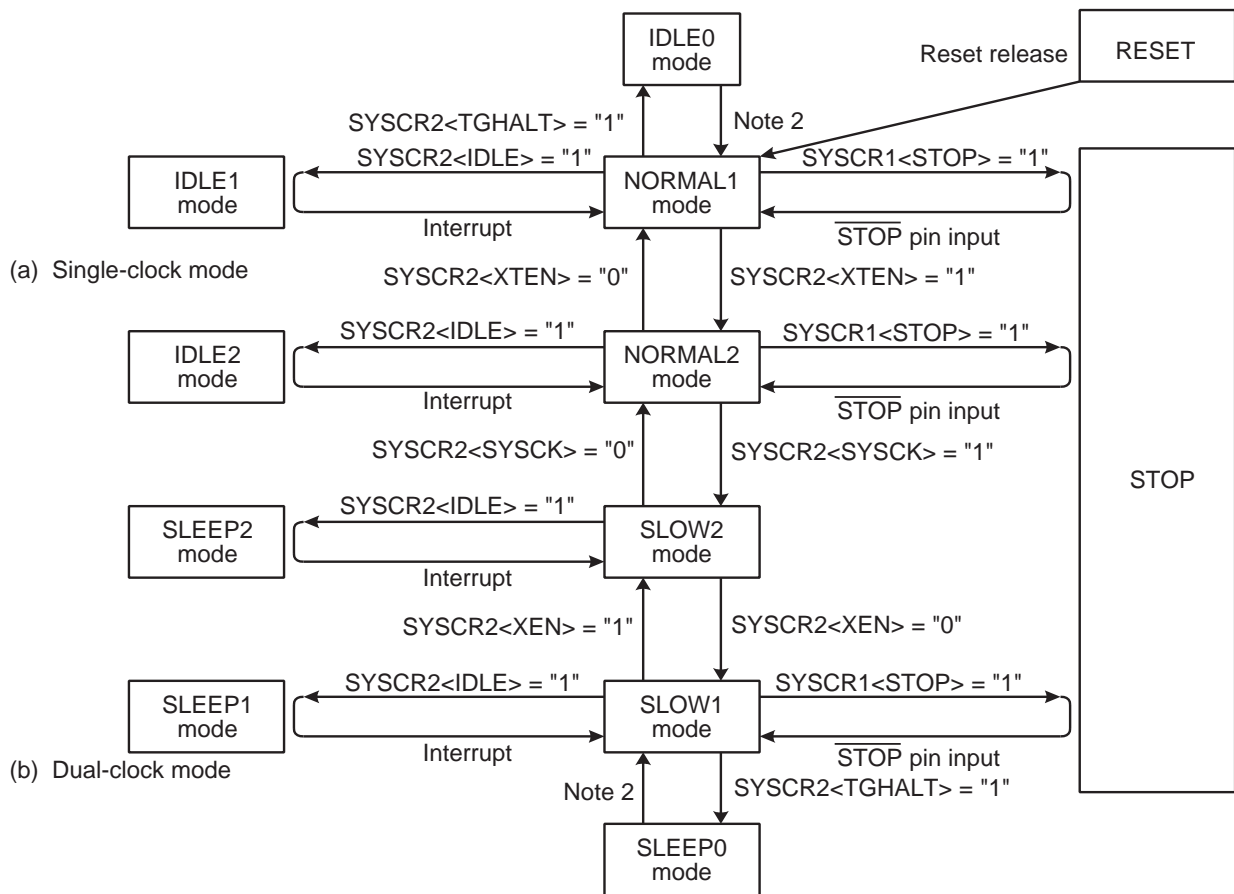 IDLE0
mode
Reset release
RESET
SYSCR2<TGHALT> = "1"
Note 2
SYSCR2<IDLE> = "1"
SYSCR1<STOP> = "1"
IDLE1
mode
NORMAL1
mode
Interrupt
STOP pin input
(a) Single-clock mode
SYSCR2<XTEN> = "0"
SYSCR2<XTEN> = "1"
SYSCR2<IDLE> = "1"
SYSCR1<STOP> = "1"
IDLE2
mode
NORMAL2
mode
Interrupt
STOP pin input
SYSCR2<SYSCK> = "0"
SYSCR2<SYSCK> = "1"
STOP
SYSCR2<IDLE> = "1"
SLEEP2
mode
SLOW2
mode
Interrupt
SYSCR2<XEN> = "1"
SYSCR2<XEN> = "0"
SYSCR2<IDLE> = "1"
SYSCR1<STOP> = "1"
SLEEP1
mode
SLOW1
mode
Interrupt
STOP pin input
(b) Dual-clock mode
Note 2
SYSCR2<TGHALT> = "1"
SLEEP0
mode